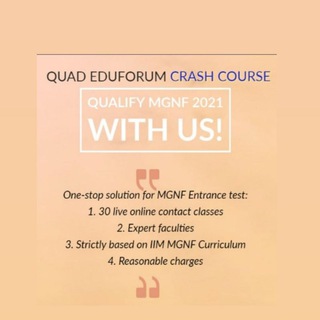 QUAD EDUFORUM CRASH COURSE
QUALIFY MGNF 2021
WITH US!
One-stop solution for MGNF Entrance test:
1. 30 live online contact classes
2. Expert faculties
3. Strictly based on IIM MGNF Curriculum
4. Reasonable charges